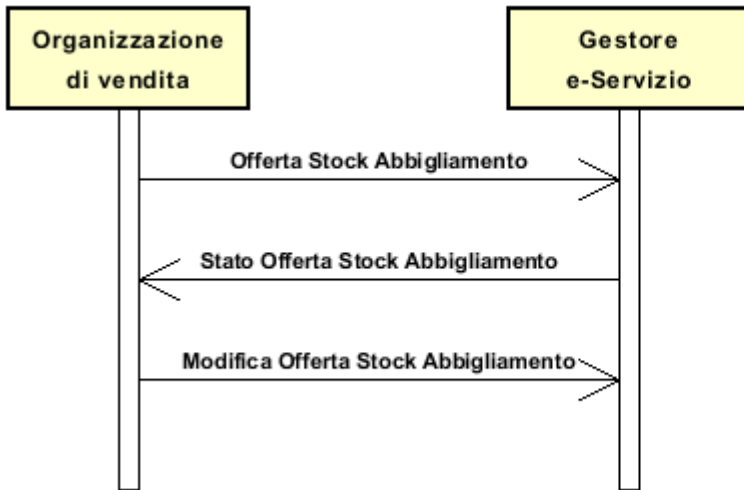 Organizzazione
di vendita
Gestore
e-Servizio
Offerta Stock Abbigliamento
Stato Offerta Stock Abbigliamento
Modifica Offerta Stock Abbigliamento